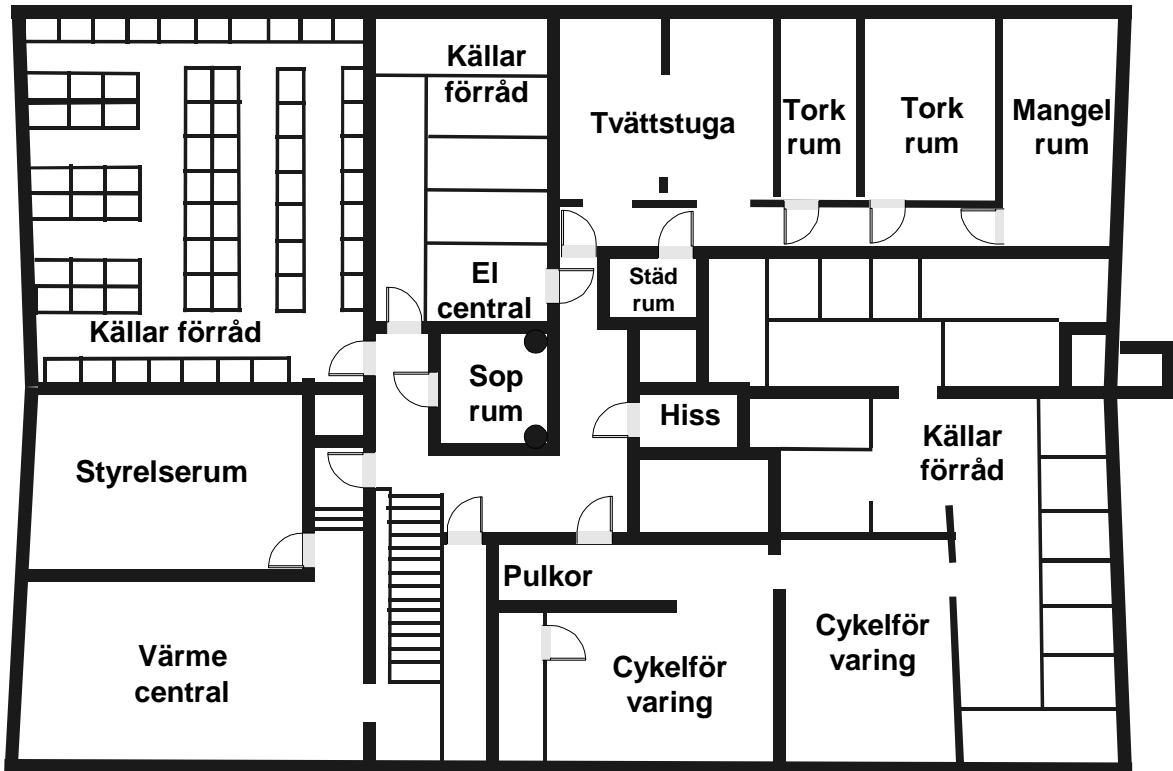 Källar
förråd
Tvättstuga
Tork
rum
Tork
rum
Mangel
rum
El
central
Städ
rum
Källar förråd
Sop
rum
Hiss
Källar
förråd
Styrelserum
Pulkor
Värme
central
Cykelför
varing
Cykelför
varing